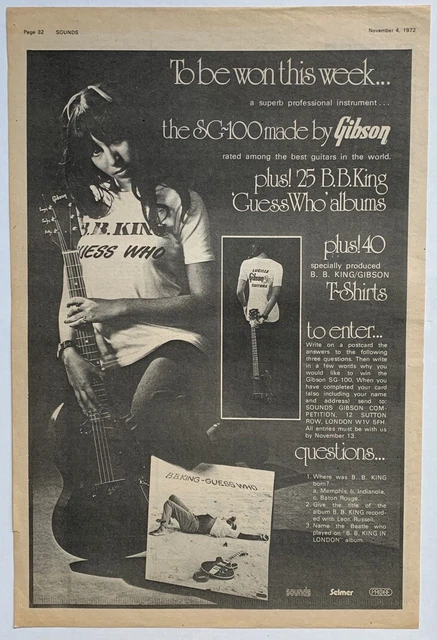 Page 32 SOUNDS
November 4, 1972
To be won this week...
a superb professional instrument...
the SG-100 made by Gibson
rated among the best guitars in the world.
plus! 25 B.B.King
'Guess Who' albums
plus! 40
specially produced
B. B. KING/GIBSON
T-Shirts
to enter...
Write on a postcard the
answers to the following
three questions. Then write
in a few words why you
would like to win the
Gibson SG-100. When you
have completed your card
(also including your name
and address) send to:
SOUNDS GIBSON COM-
PETITION, 12 SUTTON
ROW, LONDON W1V 5FH.
All entries must be with us
by November 13.
questions...
1. Where was B. B. KING
born?
a. Memphis, b. Indianola,
c. Baton Rouge.
2. Give the title of the
album B. B. KING record-
ed with Leon Russell.
3. Name the Beatle who
played on "B. B. KING IN
LONDON" album.
Gibson
B.B. KING
GUESS WHO
LUCILLE
Gibson
GUITARS
B.B.KING - GUESS WHO
sounds
Selmer
PROBE